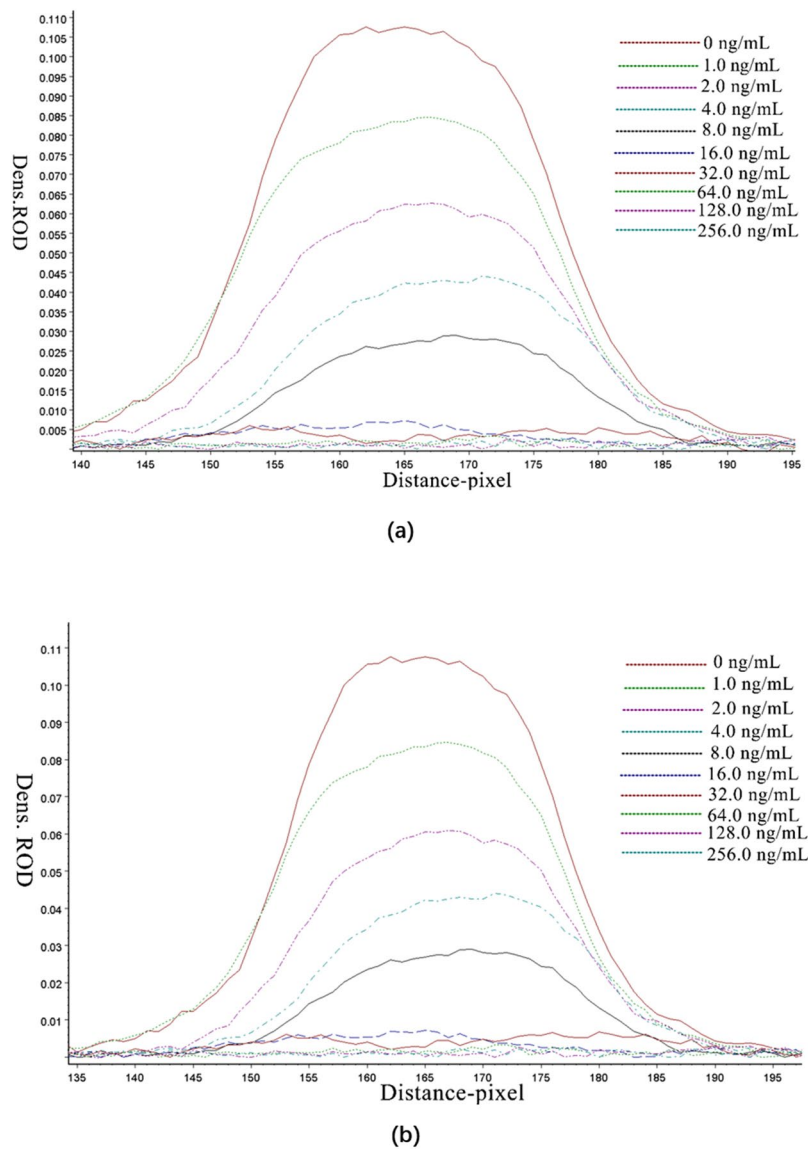 0.110
0.105
0.100
0.095
0.090
0.085
0.080
0.075
0.070
0.065
0.060
0.055
0.050
0.045
0.040
0.035
0.030
0.025
0.020
0.015
0.010
0.005
Dens.ROD
0 ng/mL
1.0 ng/mL
2.0 ng/mL
4.0 ng/mL
8.0 ng/mL
16.0 ng/mL
32.0 ng/mL
64.0 ng/mL
128.0 ng/mL
256.0 ng/mL
140 145 150 155 160 165 170 175 180 185 190 195
Distance-pixel
(a)
0.11
0.10
0.09
0.08
0.07
0.06
0.05
0.04
0.03
0.02
0.01
Dens. ROD
0 ng/mL
1.0 ng/mL
2.0 ng/mL
4.0 ng/mL
8.0 ng/mL
16.0 ng/mL
32.0 ng/mL
64.0 ng/mL
128.0 ng/mL
256.0 ng/mL
135 140 145 150 155 160 165 170 175 180 185 190 195
Distance-pixel
(b)